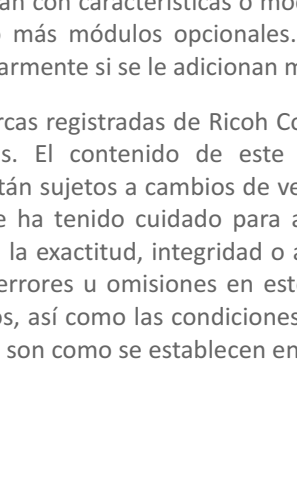 an con características o mo
más módulos opcionales.
armente si se le adicionan m
rcas registradas de Ricoh Co
s. El contenido de este
tán sujetos a cambios de ve
e ha tenido cuidado para a
la exactitud, integridad o a
errores u omisiones en est
os, así como las condiciones
son como se establecen en